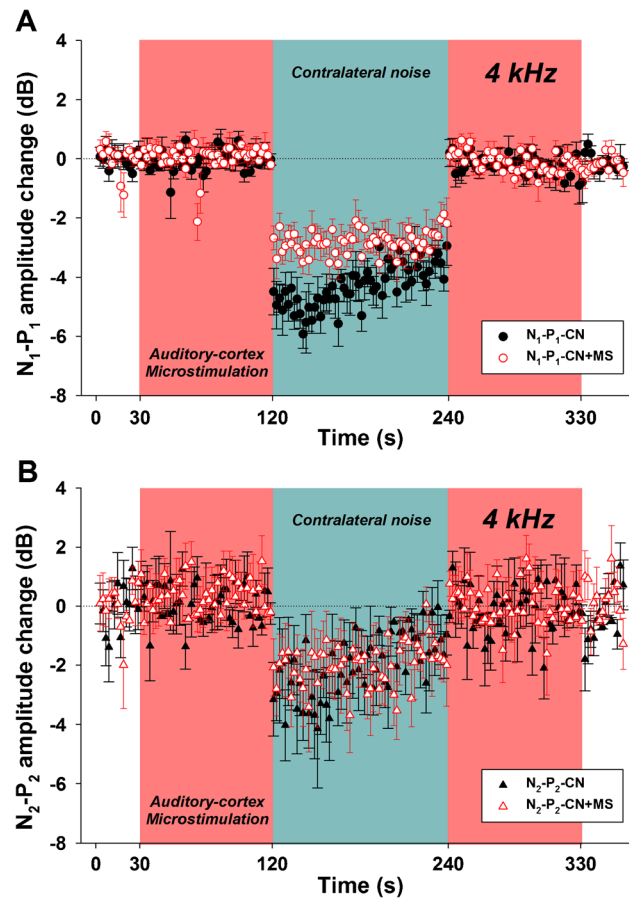 A
4
2
0
-2
-4
-6
-8
N₁-P₁ amplitude change (dB)
Contralateral noise
4 kHz
Auditory-cortex
Microstimulation
N₁-P₁-CN
N₁-P₁-CN+MS
0 30 120 240 330
Time (s)
B
4
2
0
-2
-4
-6
-8
N₂-P₂ amplitude change (dB)
Contralateral noise
4 kHz
Auditory-cortex
Microstimulation
N₂-P₂-CN
N₂-P₂-CN+MS
0 30 120 240 330
Time (s)